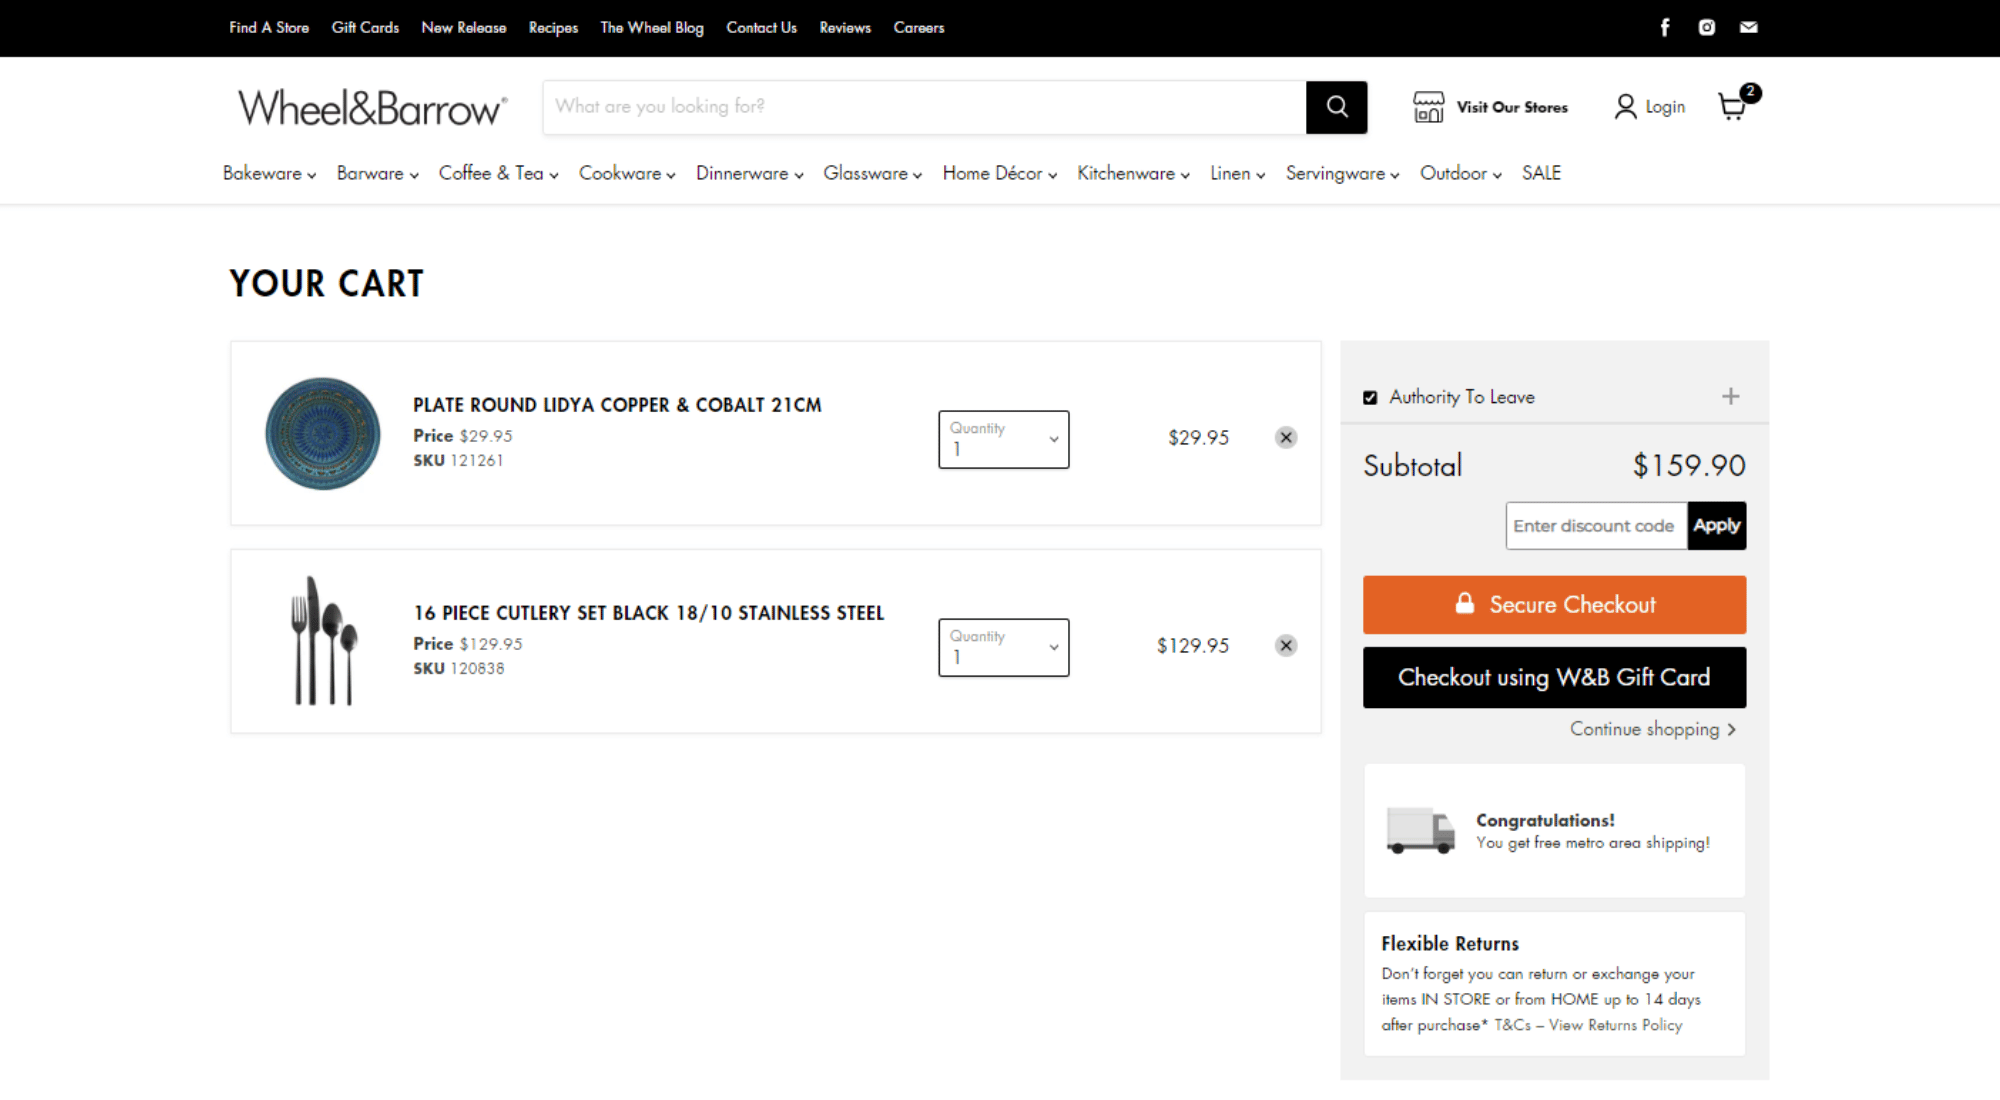 Find A Store Gift Cards New Release Recipes The Wheel Blog Contact Us Reviews Careers
Wheel&Barrow®
What are you looking for?
Visit Our Stores
Login
2
Bakeware Barware Coffee & Tea Cookware Dinnerware Glassware Home Décor Kitchenware Linen Servingware Outdoor SALE
YOUR CART
PLATE ROUND LIDYA COPPER & COBALT 21CM
Price $29.95
SKU 121261
Quantity
1
$29.95
16 PIECE CUTLERY SET BLACK 18/10 STAINLESS STEEL
Price $129.95
SKU 120838
Quantity
1
$129.95
Authority To Leave
Subtotal $159.90
Enter discount code Apply
Secure Checkout
Checkout using W&B Gift Card
Continue shopping
Congratulations!
You get free metro area shipping!
Flexible Returns
Don't forget you can return or exchange your
items IN STORE or from HOME up to 14 days
after purchase* T&Cs – View Returns Policy